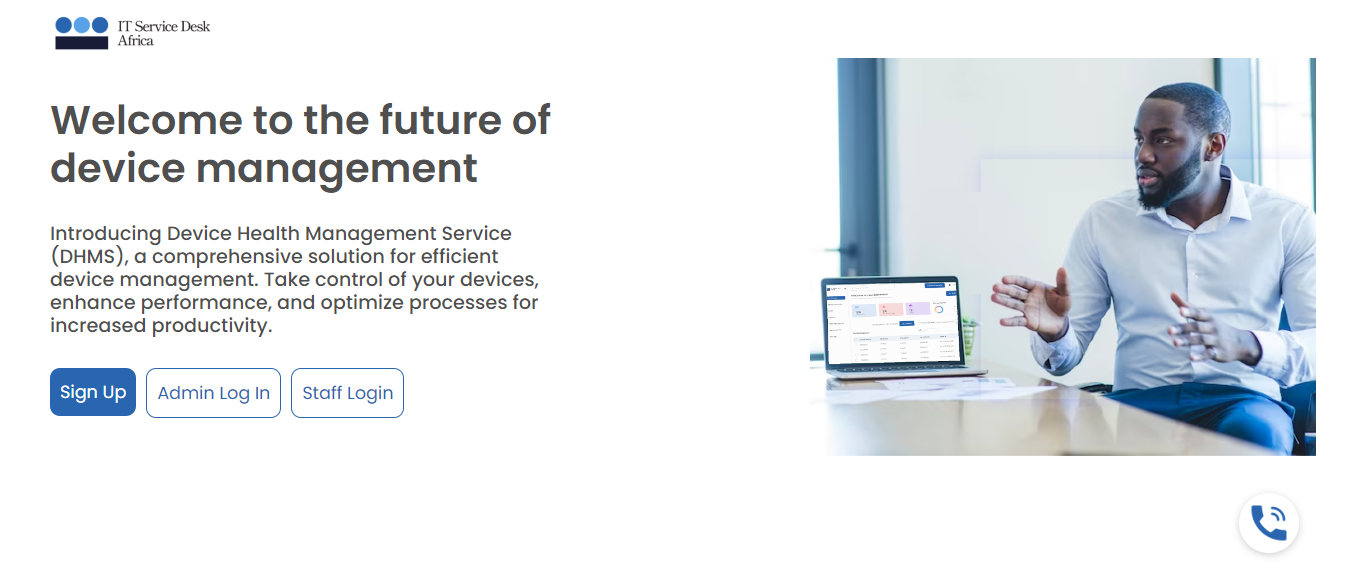 IT Service Desk
Africa
Welcome to the future of
device management
Introducing Device Health Management Service
(DHMS), a comprehensive solution for efficient
device management. Take control of your devices,
enhance performance, and optimize processes for
increased productivity.
Sign Up
Admin Log In
Staff Login